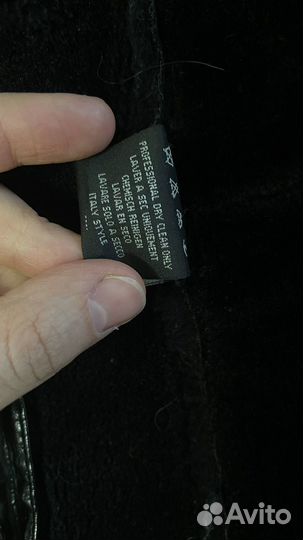 PROFESSIONAL DRY CLEAN ONLY
LAVER A SEC UNIQUEMENT
CHEMISCH REINIGEN
LAVAR EN SECO
LAVARE SOLO A SECCO
ITALY STYLE
....
Avito